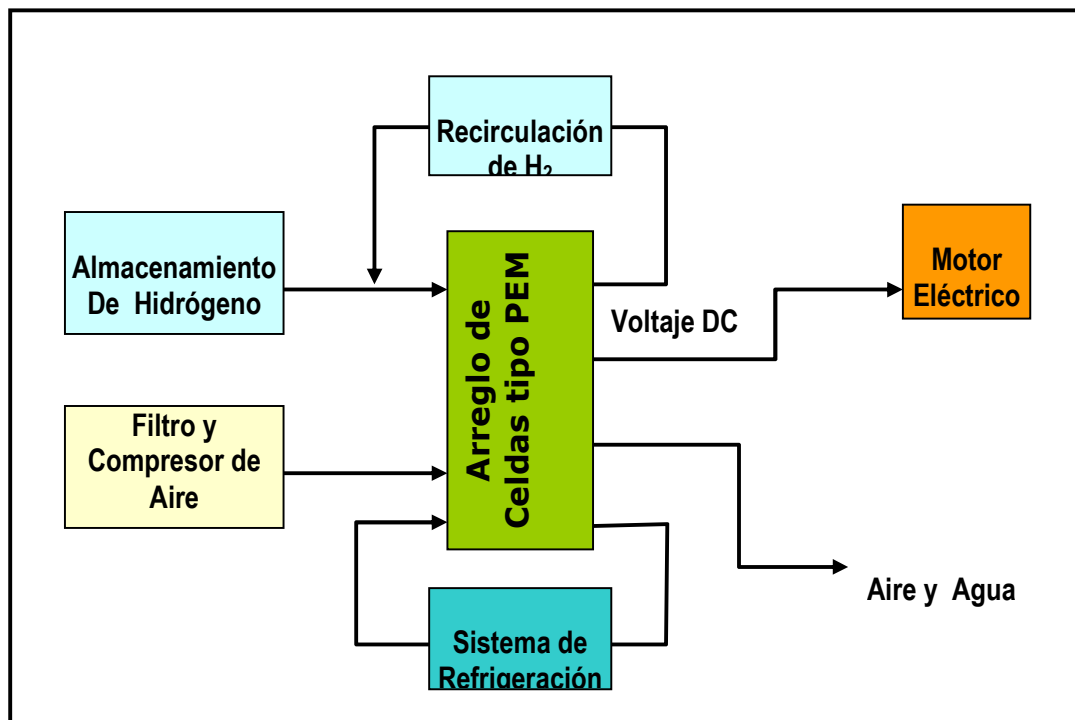 Recirculación
de H₂
Almacenamiento
De Hidrógeno
Motor
Eléctrico
Arreglo de
Celdas tipo PEM
Voltaje DC
Filtro y
Compresor de
Aire
Aire y Agua
Sistema de
Refrigeración